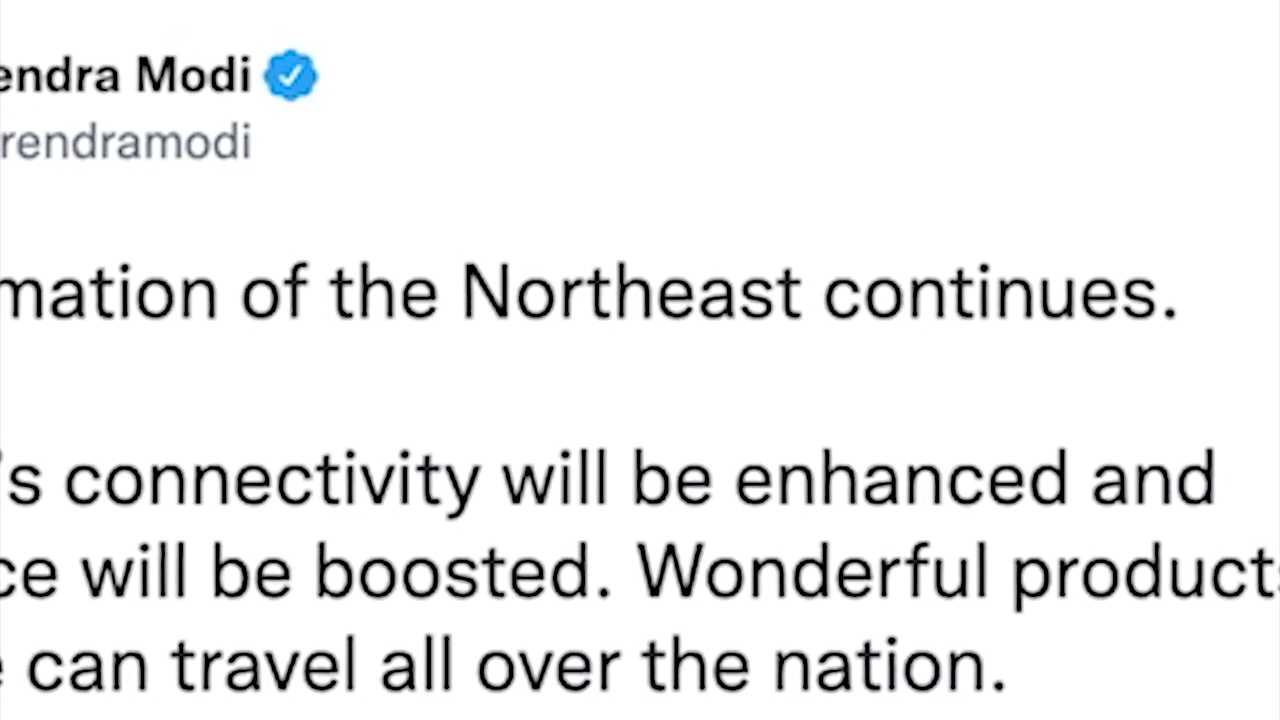 endra Modi
rendramodi
mation of the Northeast continues.
's connectivity will be enhanced and
ce will be boosted. Wonderful products
can travel all over the nation.